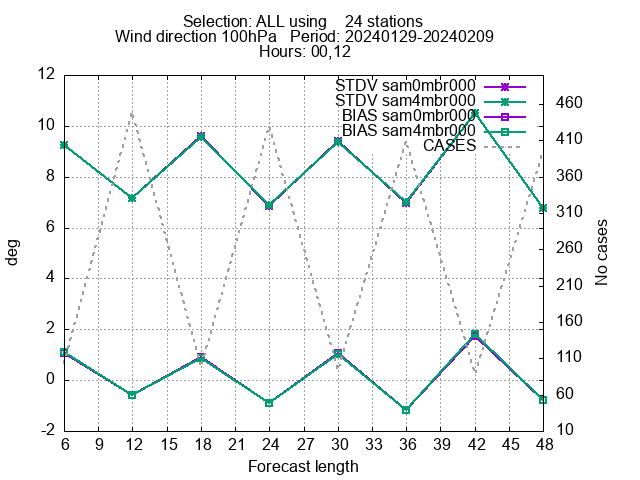 Selection: ALL using    24 stations
Wind direction 100hPa   Period: 20240129-20240209
Hours: 00,12
STDV sam0mbr000
STDV sam4mbr000
BIAS sam0mbr000
BIAS sam4mbr000
CASES
12
10
8
6
4
2
0
-2
deg
460
410
360
310
260
210
160
110
60
10
No cases
6 9 12 15 18 21 24 27 30 33 36 39 42 45 48
Forecast length